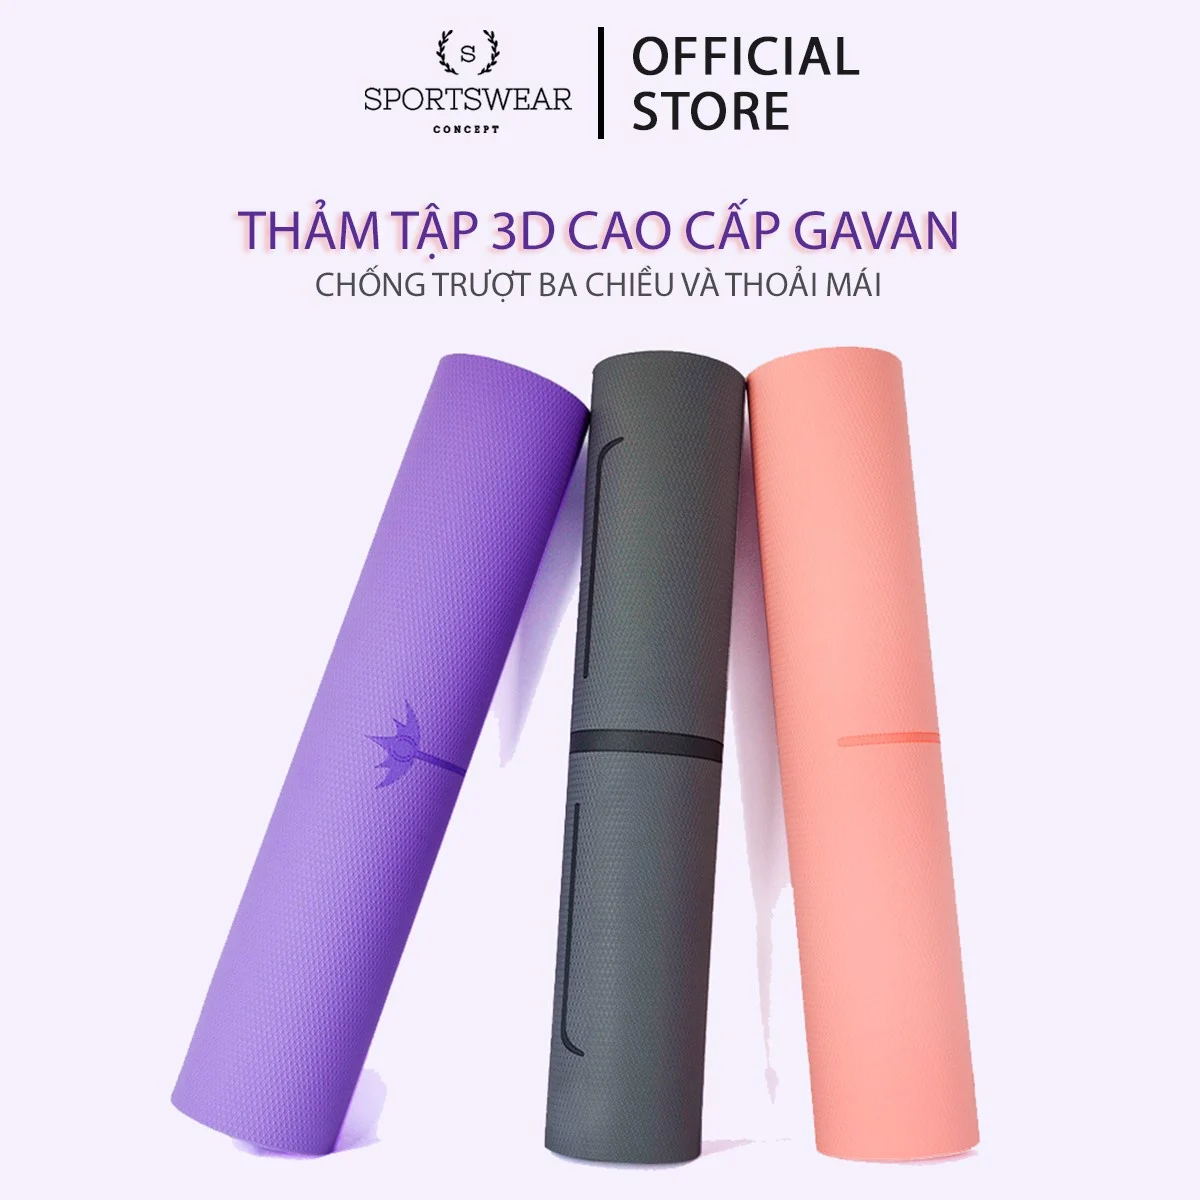 S
SPORTSWEAR
CONCEPT
OFFICIAL
STORE
THẢM TẬP 3D CAO CẤP GAVAN
CHỐNG TRƯỢT BA CHIỀU VÀ THOẢI MÁI